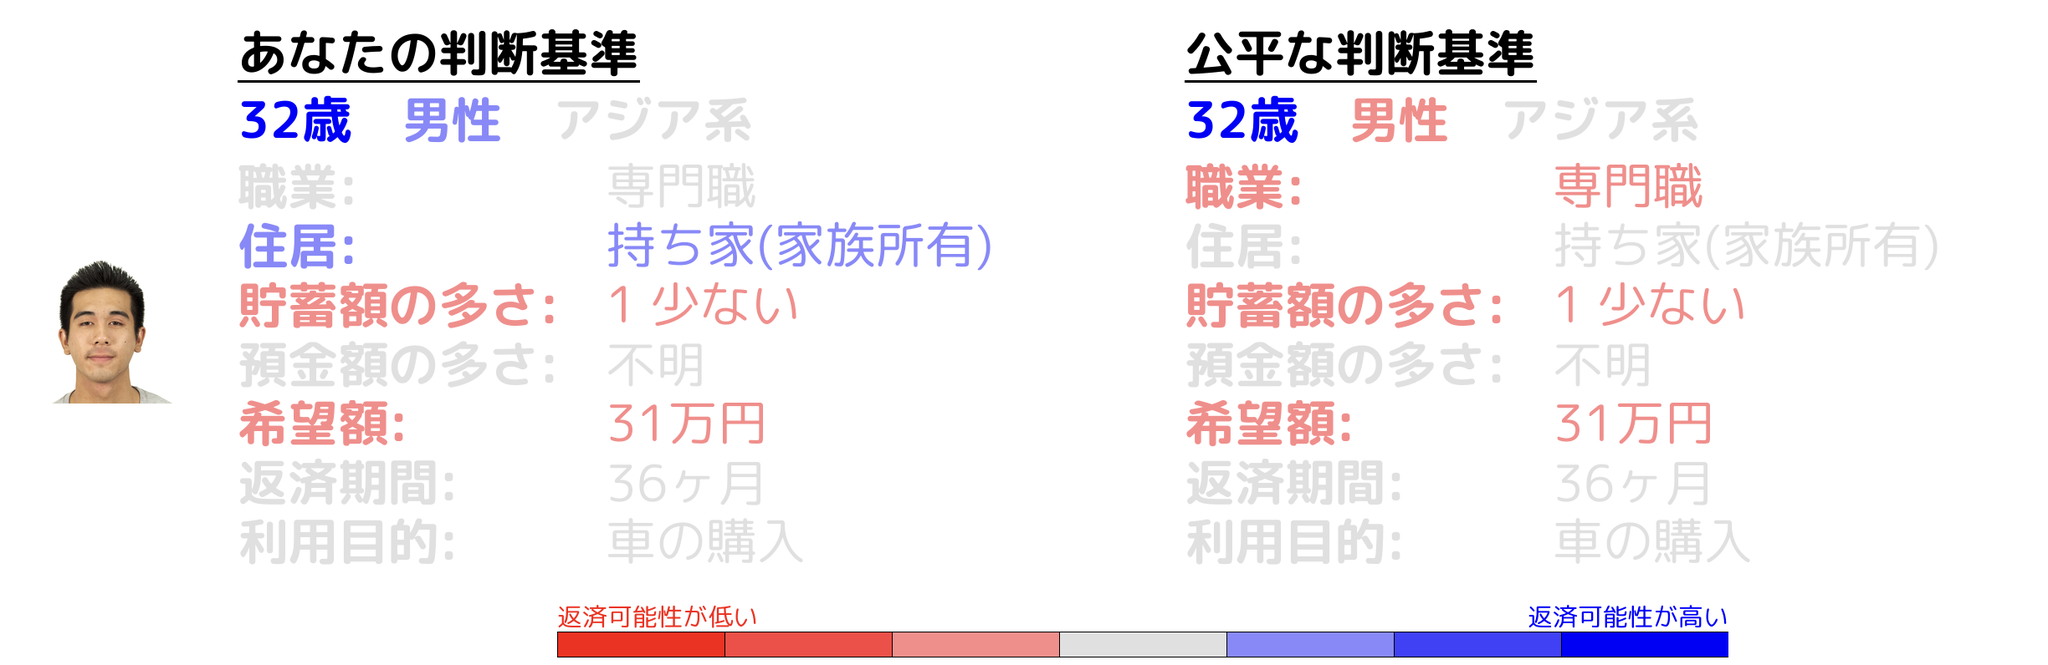 あなたの判断基準
32歳 男性 アジア系
職業: 専門職
住居: 持ち家(家族所有)
貯蓄額の多さ: 1 少ない
預金額の多さ: 不明
希望額: 31万円
返済期間: 36ヶ月
利用目的: 車の購入
公平な判断基準
32歳 男性 アジア系
職業: 専門職
住居: 持ち家(家族所有)
貯蓄額の多さ: 1 少ない
預金額の多さ: 不明
希望額: 31万円
返済期間: 36ヶ月
利用目的: 車の購入
返済可能性が低い
返済可能性が高い